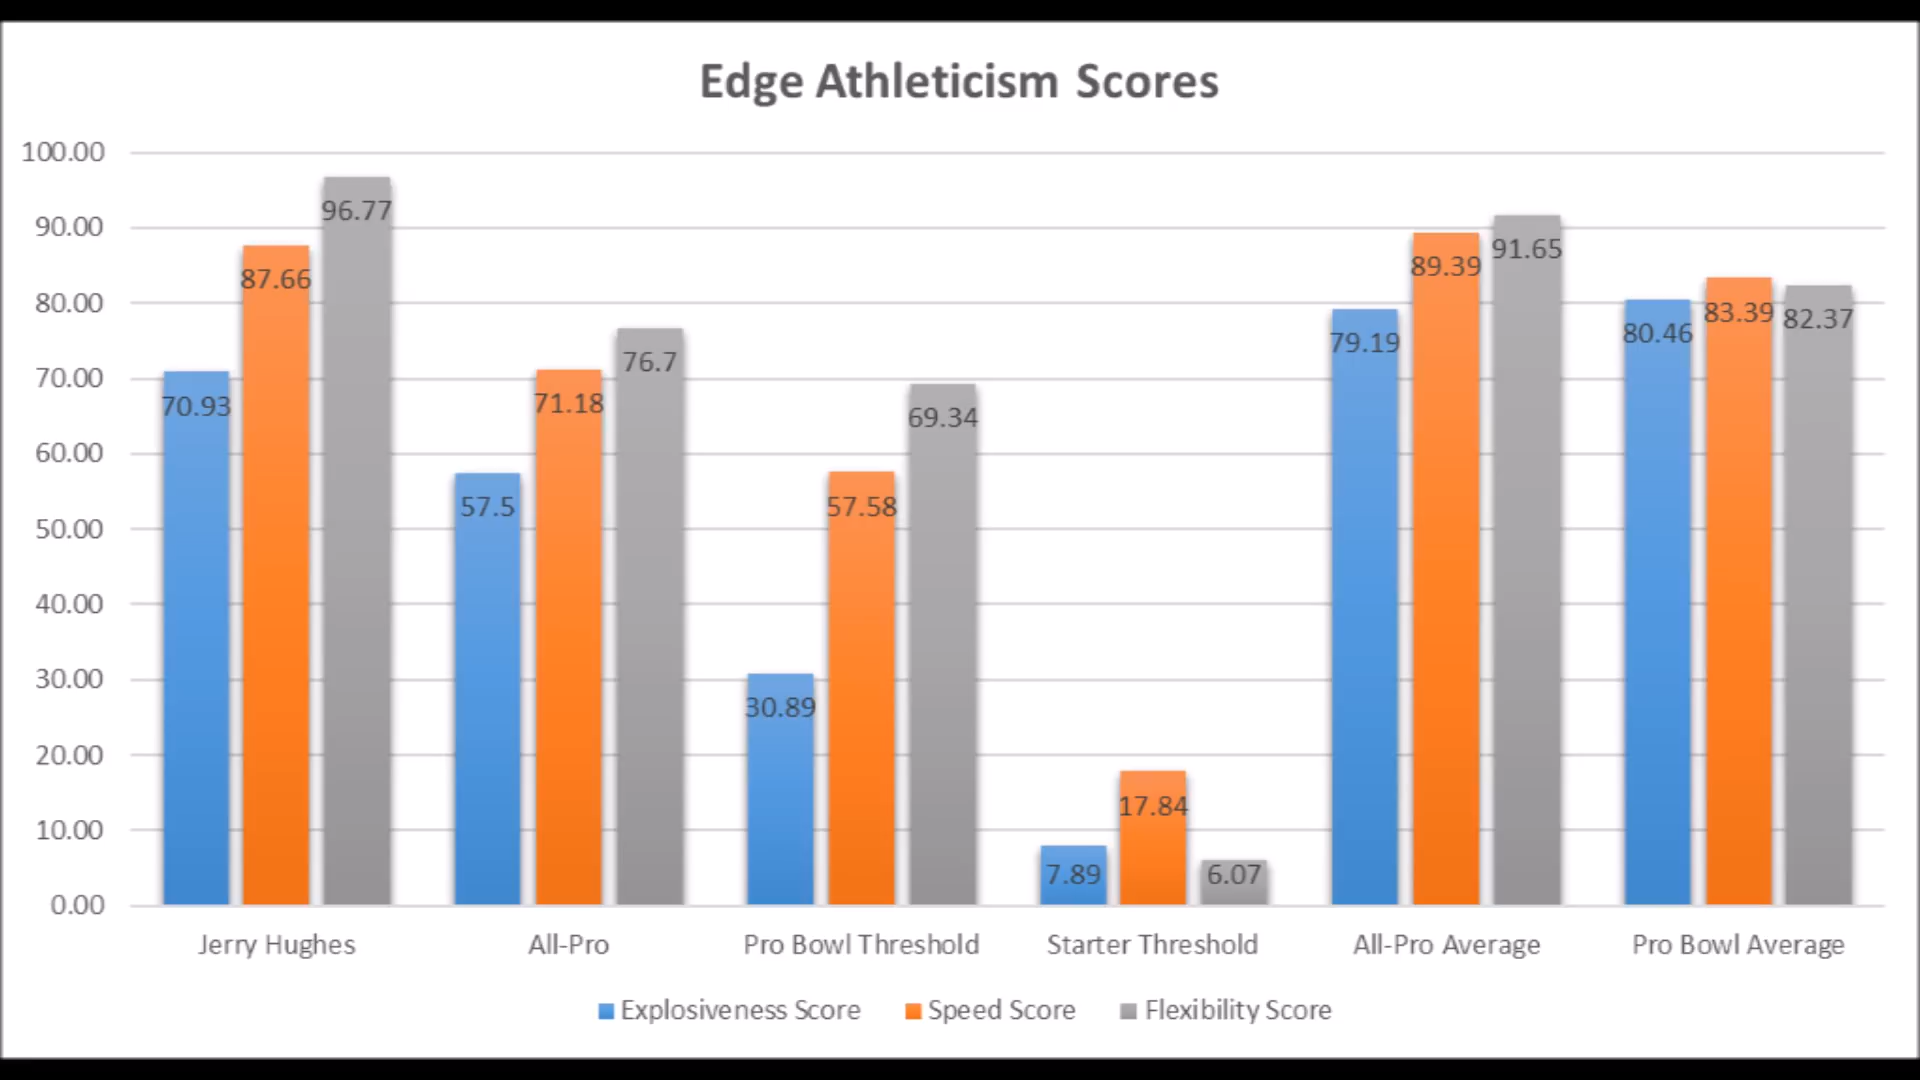 Edge Athleticism Scores
100.00
90.00
80.00
70.00
60.00
50.00
40.00
30.00
20.00
10.00
0.00
70.93 87.66 96.77
57.5 71.18 76.7
30.89 57.58 69.34
7.89 17.84 6.07
79.19 89.39 91.65
80.46 83.39 82.37
Jerry Hughes All-Pro Pro Bowl Threshold Starter Threshold All-Pro Average Pro Bowl Average
Explosiveness Score Speed Score Flexibility Score